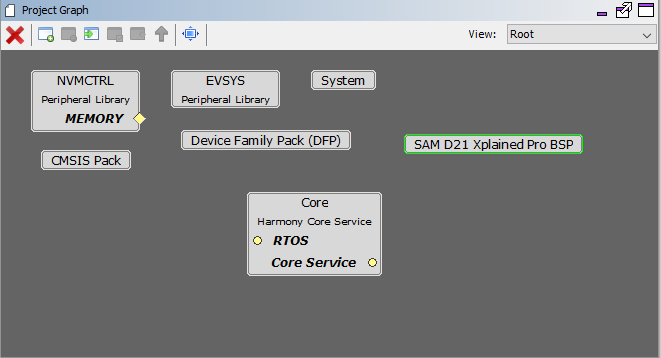 Project Graph
View: Root
NVMCTRL
Peripheral Library
MEMORY
EVSYS
Peripheral Library
System
Device Family Pack (DFP)
SAM D21 Xplained Pro BSP
CMSIS Pack
Core
Harmony Core Service
RTOS
Core Service